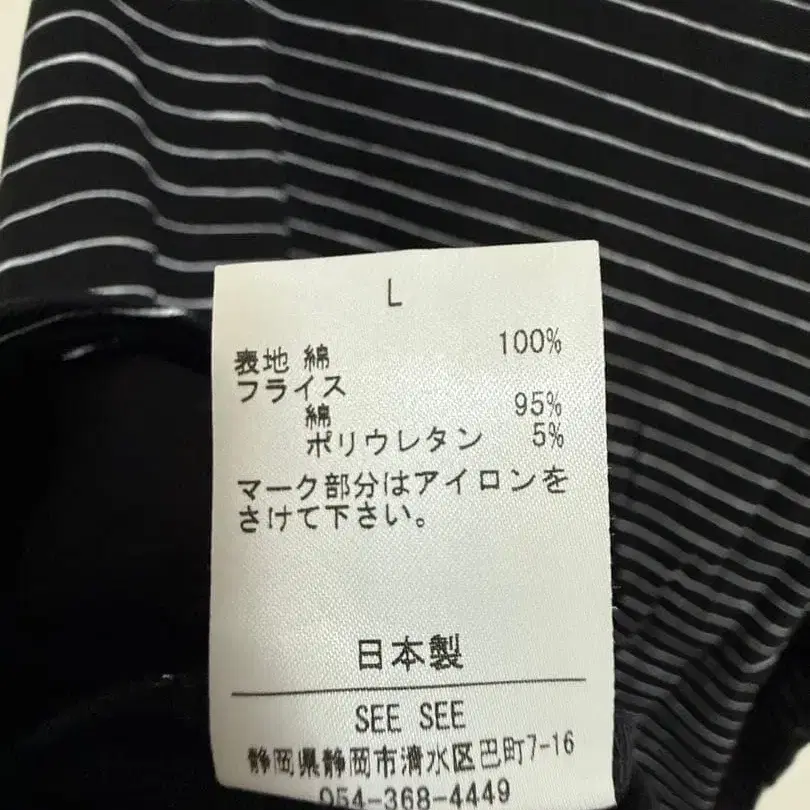 L
表地 綿 100%
フライス
綿 95%
ポリウレタン 5%
マーク部分はアイロンを
さけて下さい。
日本製
SEE SEE
静岡県静岡市清水区巴町7-16
054-368-4449